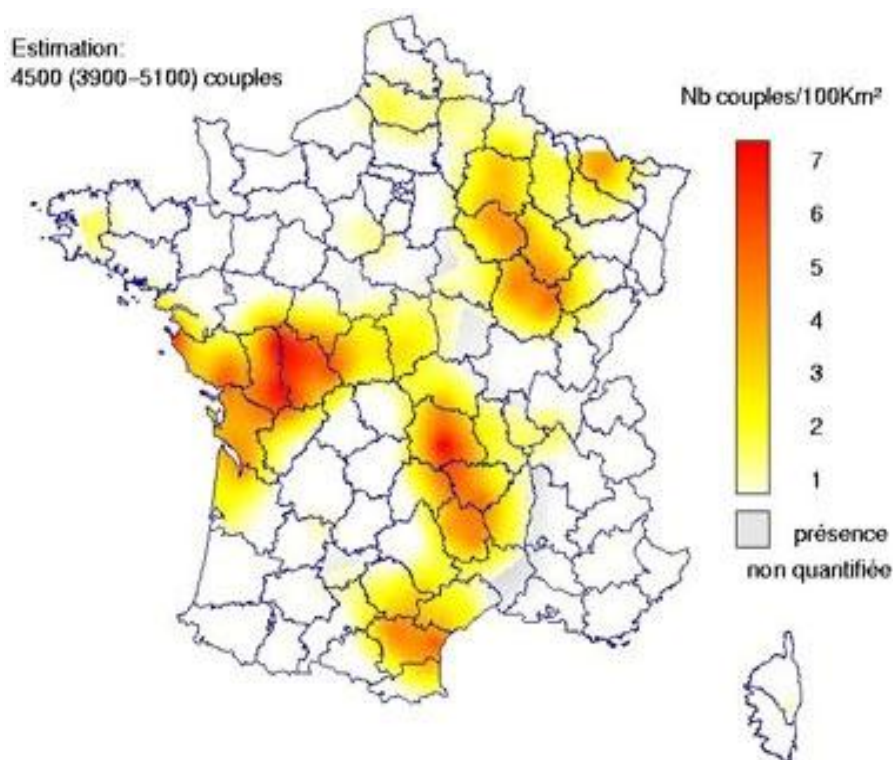 Estimation:
4500 (3900–5100) couples
Nb couples/100Km²
7
6
5
4
3
2
1
présence
non quantifiée